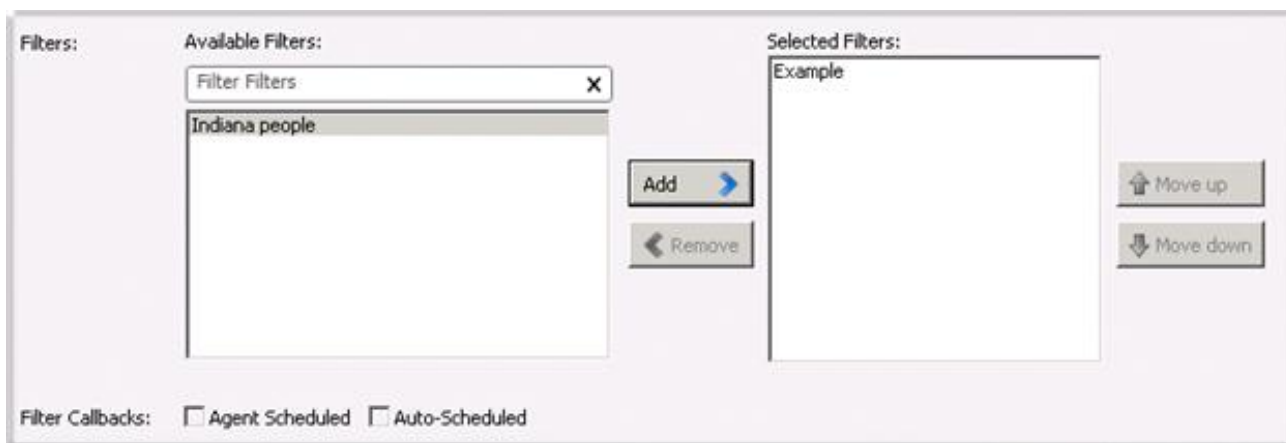 Filters:
Available Filters:
Selected Filters:
Filter Filters
Example
Indiana people
Add
Move up
Remove
Move down
Filter Callbacks:
Agent Scheduled
Auto-Scheduled